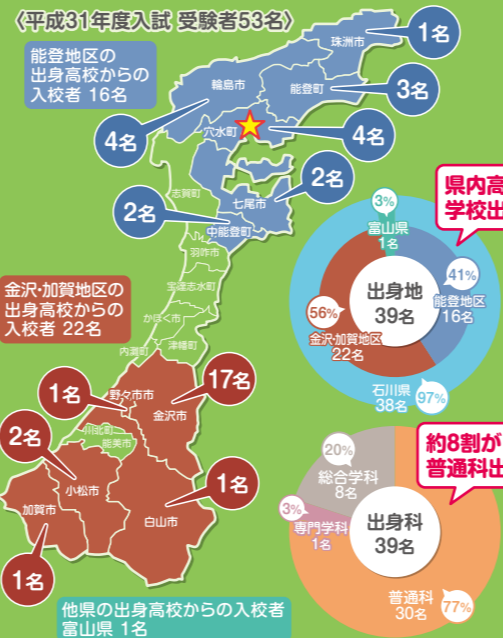 〈平成31年度入試 受験者53名〉
能登地区の
出身高校からの
入校者 16名
珠洲市
1名
輪島市
能登町
3名
4名
穴水町
4名
志賀町
七尾市
2名
2名
中能登町
羽咋市
宝達志水町
かほく市
津幡町
内灘町
金沢・加賀地区の
出身高校からの
入校者 22名
1名
野々市市
17名
金沢市
2名
川北町
能美市
小松市
1名
加賀市
白山市
1名
他県の出身高校からの入校者
富山県 1名
県内高
学校出
3%
富山県
1名
出身地
39名
41%
能登地区
16名
56%
金沢・加賀地区
22名
石川県
38名
97%
約8割が
普通科出
20%
総合学科
8名
3%
専門学科
1名
出身科
39名
普通科
30名
77%